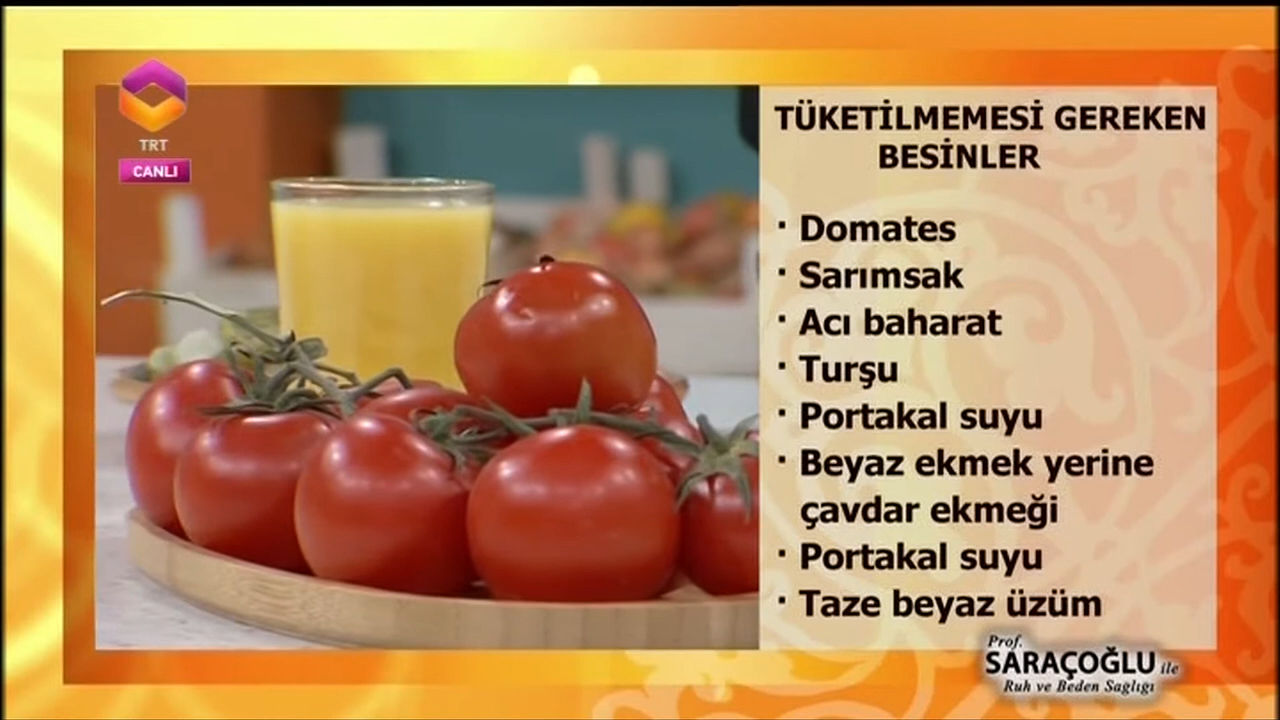 TRT
CANLI
TÜKETİLMEMESİ GEREKEN
BESİNLER
· Domates
· Sarımsak
· Acı baharat
· Turşu
· Portakal suyu
· Beyaz ekmek yerine
çavdar ekmeği
· Portakal suyu
· Taze beyaz üzüm
Prof.
SARAÇOĞLU ile
Ruh ve Beden Sağlığı